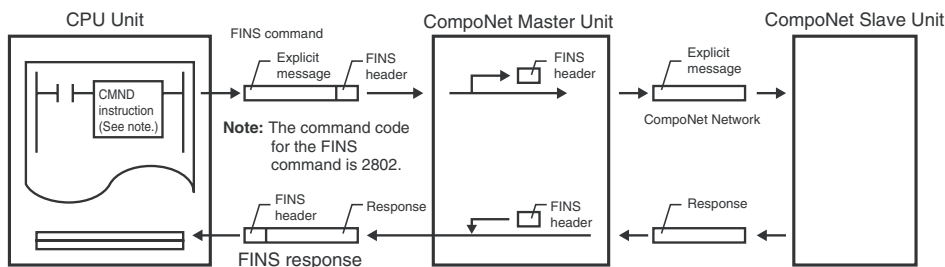 CPU Unit
CompoNet Master Unit
CompoNet Slave Unit
FINS command
Explicit
message
FINS
header
FINS
header
Explicit
message
CMND
instruction
(See note.)
Note: The command code
for the FINS
command is 2802.
CompoNet Network
FINS
header
Response
FINS
header
Response
FINS response